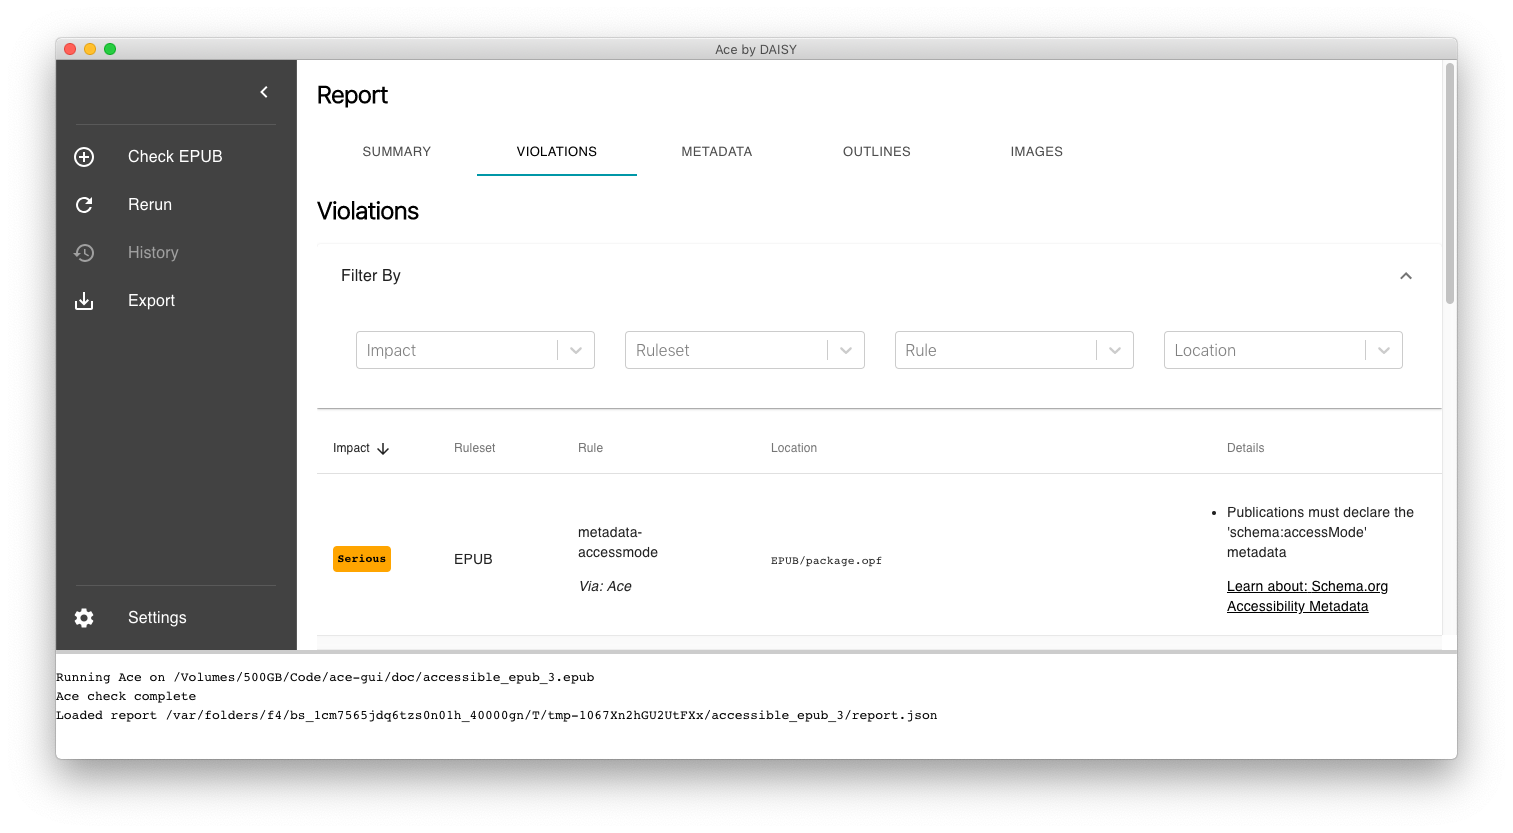 Ace by DAISY
Check EPUB
Rerun
History
Export
Settings
Report
SUMMARY VIOLATIONS METADATA OUTLINES IMAGES
Violations
Filter By
Impact Ruleset Rule Location
Impact Ruleset Rule Location Details
Serious
EPUB
metadata-
accessmode
Via: Ace
EPUB/package.opf
• Publications must declare the
'schema:accessMode'
metadata
Learn about: Schema.org
Accessibility Metadata
Running Ace on /Volumes/500GB/Code/ace-gui/doc/accessible_epub_3.epub
Ace check complete
Loaded report /var/folders/f4/bs_1cm7565jdq6tzs0n01h_40000gn/T/tmp-1067Xn2hGU2UtFXx/accessible_epub_3/report.json